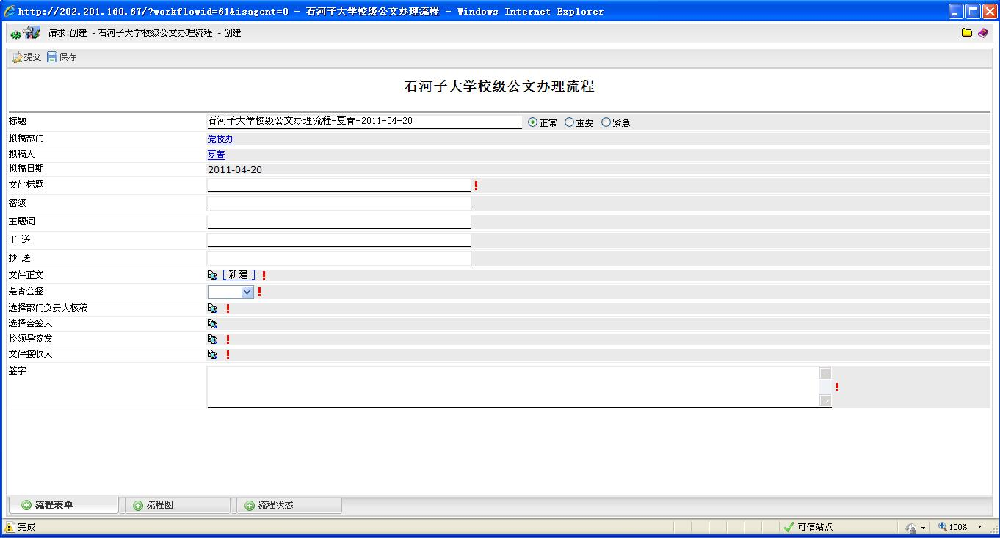 http://202.201.160.67/?workflowid=61&isagent=0 - 石河子大学校级公文办理流程 - Windows Internet Explorer
请求:创建 - 石河子大学校级公文办理流程 - 创建
提交 保存
石河子大学校级公文办理流程
标题 石河子大学校级公文办理流程-夏菁-2011-04-20 正常 重要 紧急
拟稿部门 党校办
拟稿人 夏菁
拟稿日期 2011-04-20
文件标题 !
密级
主题词
主 送
抄 送
文件正文 [ 新建 ] !
是否会签 !
选择部门负责人核稿 !
选择会签人
校领导签发 !
文件接收人 !
签字 !
流程表单 流程图 流程状态
完成 可信站点 100%